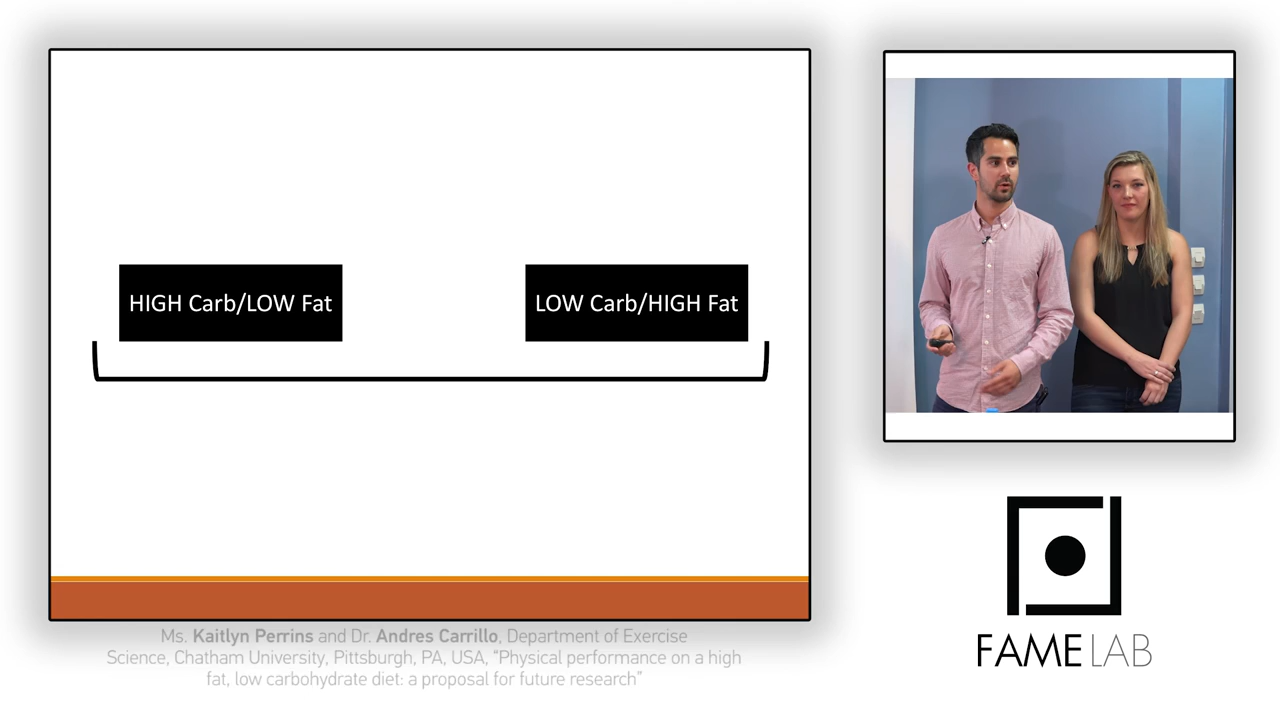 HIGH Carb/LOW Fat
LOW Carb/HIGH Fat
Ms. Kaitlyn Perrins and Dr. Andres Carrillo, Department of Exercise
Science, Chatham University, Pittsburgh, PA, USA, “Physical performance on a high
fat, low carbohydrate diet: a proposal for future research”
FAME LAB